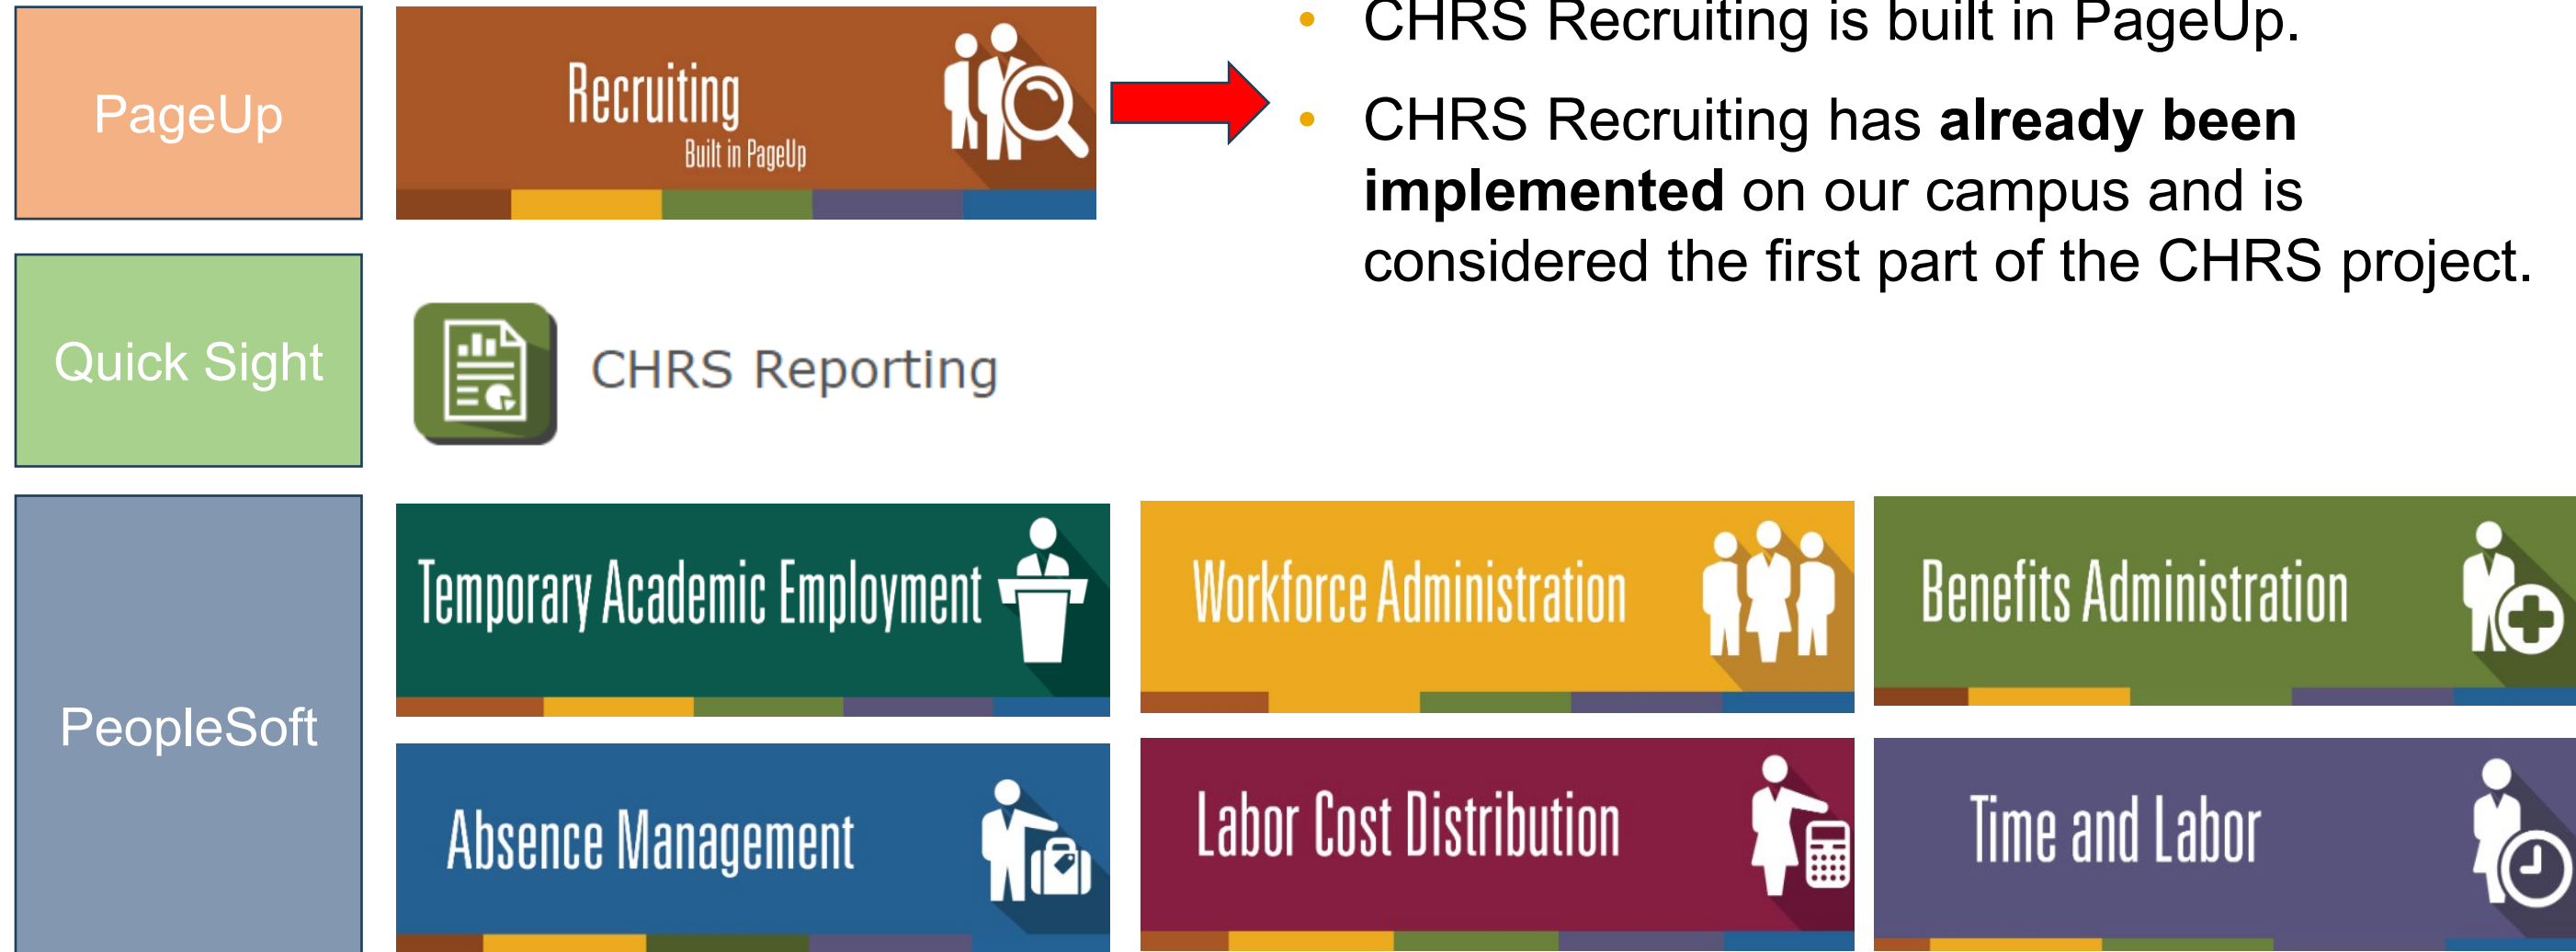 PageUp
Recruiting
Built in PageUp
• CHRS Recruiting is built in PageUp.
• CHRS Recruiting has already been
implemented on our campus and is
considered the first part of the CHRS project.
Quick Sight
CHRS Reporting
PeopleSoft
Temporary Academic Employment
Workforce Administration
Benefits Administration
Absence Management
Labor Cost Distribution
Time and Labor